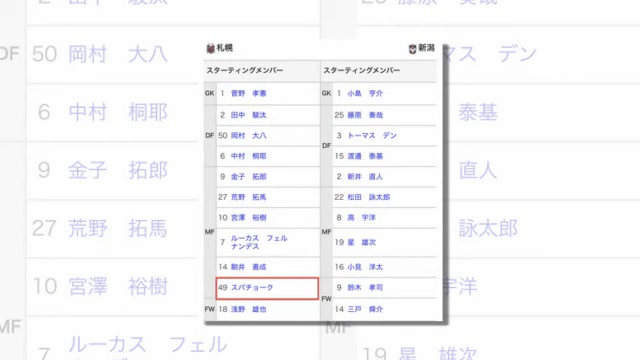 札幌
新潟
スターティングメンバー
スターティングメンバー
GK 1 菅野 孝憲
2 田中 駿汰
DF 50 岡村 大八
6 中村 桐耶
9 金子 拓郎
27 荒野 拓馬
10 宮澤 裕樹
MF
7 ルーカス フェル
ナンデス
14 駒井 善成
49 スパチョーク
FW 18 浅野 雄也
GK 1 小島 亨介
25 藤原 奏哉
3 トーマス デン
DF
15 渡邊 泰基
2 新井 直人
22 松田 詠太郎
8 高 宇洋
MF
19 星 雄次
16 小見 洋太
9 鈴木 孝司
FW
14 三戸 舜介
DF
50 岡村 大八
6 中村 桐耶
9 金子 拓郎
27 荒野 拓馬
10 宮澤 裕樹
MF
ルーカス フェル
7
マス デン
泰基
直人
詠太郎
宇洋
MF
19 星 雄次